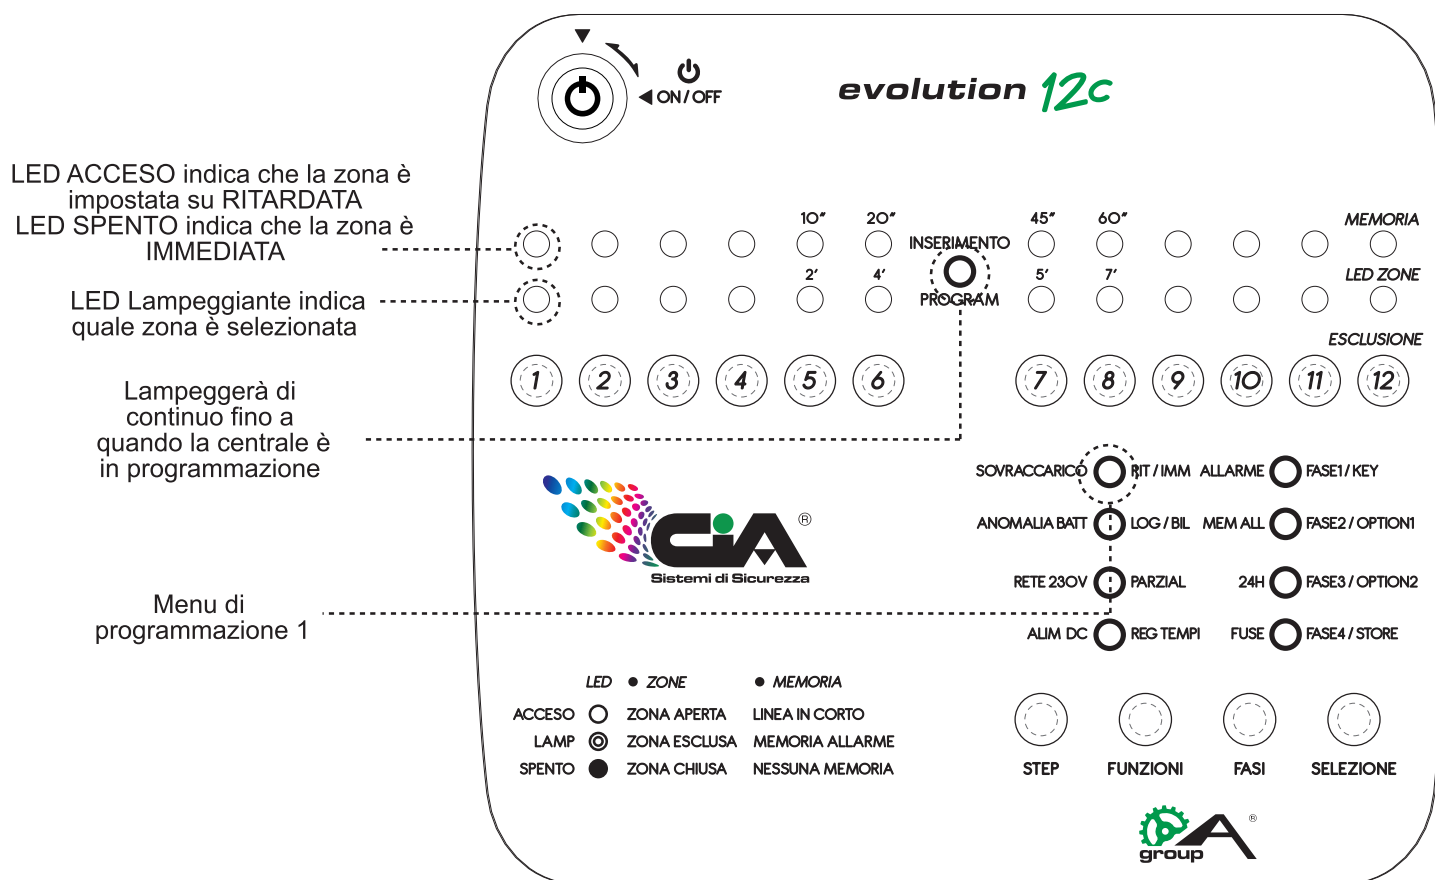 ON / OFF
evolution 12c
LED ACCESO indica che la zona è
impostata su RITARDATA
LED SPENTO indica che la zona è
IMMEDIATA
LED Lampeggiante indica
quale zona è selezionata
Lampeggerà di
continuo fino a
quando la centrale è
in programmazione
Menu di
programmazione 1
10" 20" 45" 60" MEMORIA
INSERIMENTO
2' 4' 5' 7' LED ZONE
PROGRAM
ESCLUSIONE
1 2 3 4 5 6 7 8 9 10 11 12
SOVRACCARICO RIT / IMM ALLARME FASE1 / KEY
ANOMALIA BATT LOG / BIL MEM ALL FASE2 / OPTION1
RETE 230V PARZIAL 24H FASE3 / OPTION2
ALIM DC REG TEMPI FUSE FASE4 / STORE
CIA ®
Sistemi di Sicurezza
LED • ZONE • MEMORIA
ACCESO ZONA APERTA LINEA IN CORTO
LAMP ZONA ESCLUSA MEMORIA ALLARME
SPENTO ZONA CHIUSA NESSUNA MEMORIA
STEP FUNZIONI FASI SELEZIONE
A ®
group